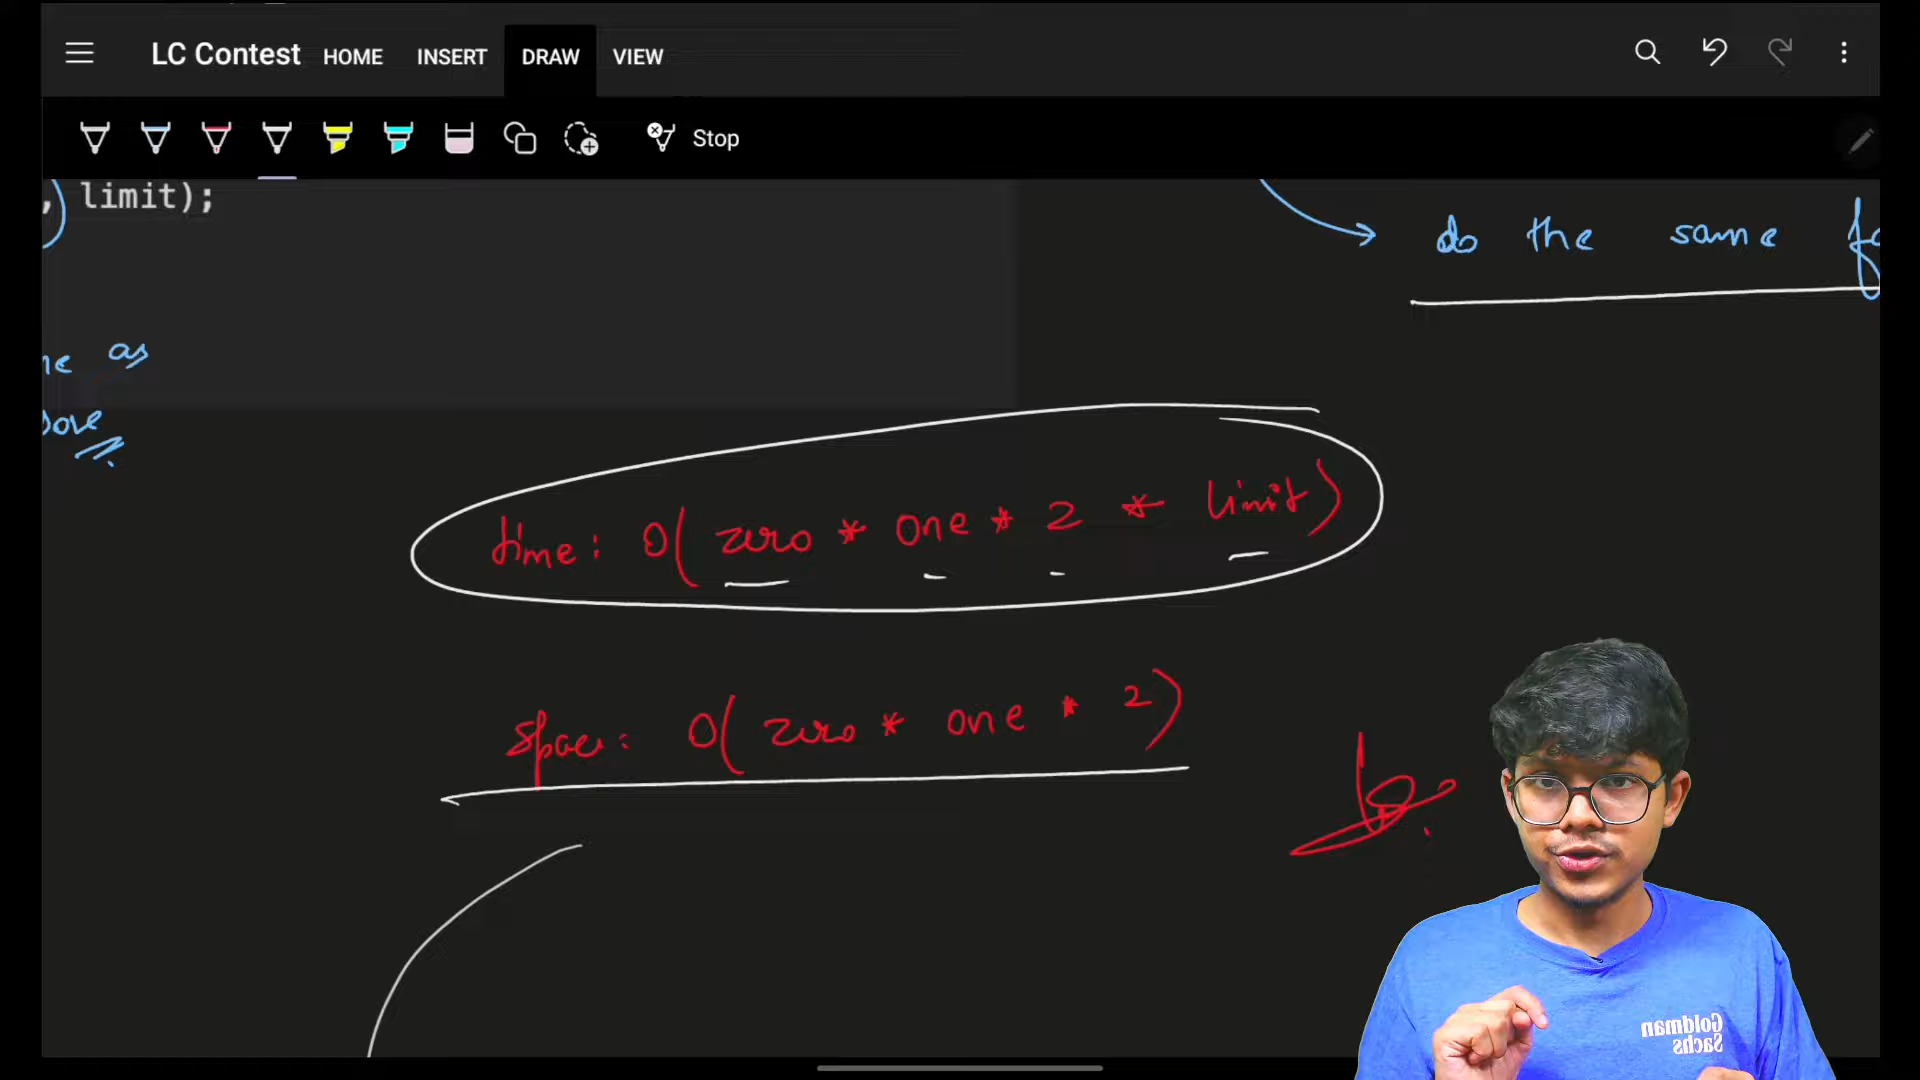 LC Contest HOME INSERT DRAW VIEW
Stop
, limit);
do the same
as
time: O( zero * one * 2 * limit)
space: O( zero * one * 2)
Goldman
Sachs